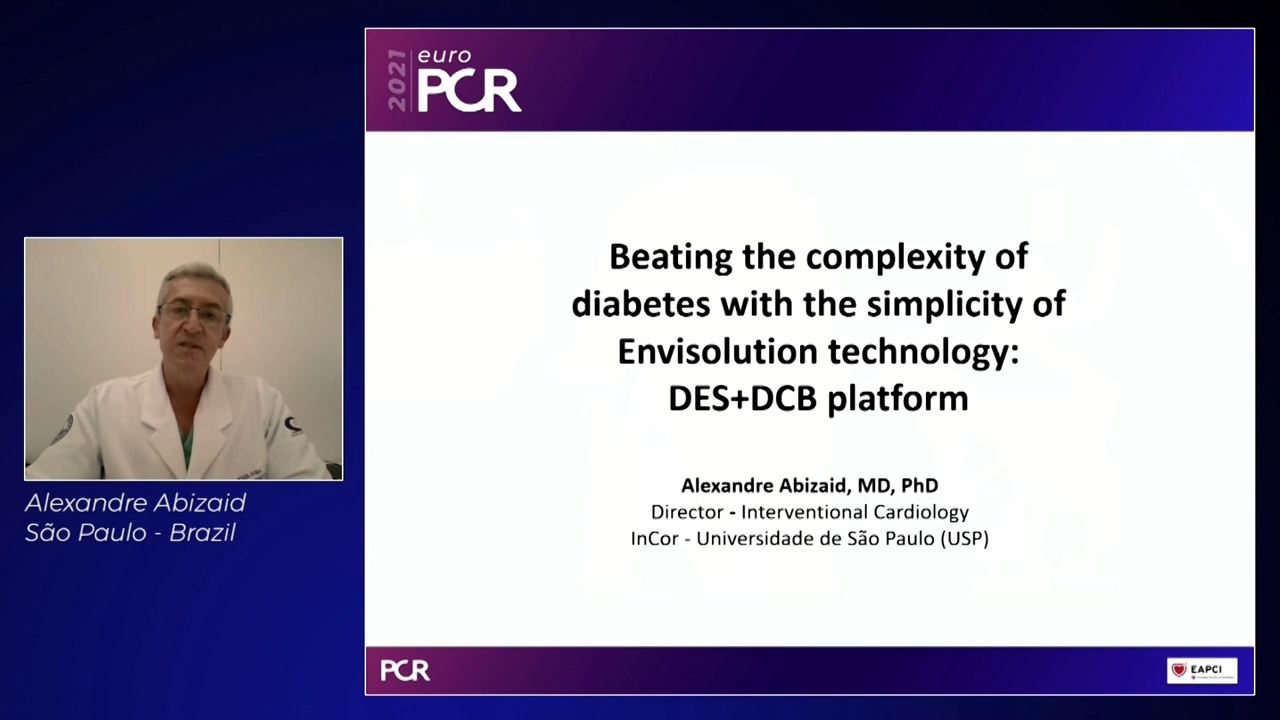 2021
euro
PCR
Beating the complexity of
diabetes with the simplicity of
Envisolution technology:
DES+DCB platform
Alexandre Abizaid, MD, PhD
Director - Interventional Cardiology
InCor - Universidade de São Paulo (USP)
Alexandre Abizaid
São Paulo - Brazil
PCR
EAPCI